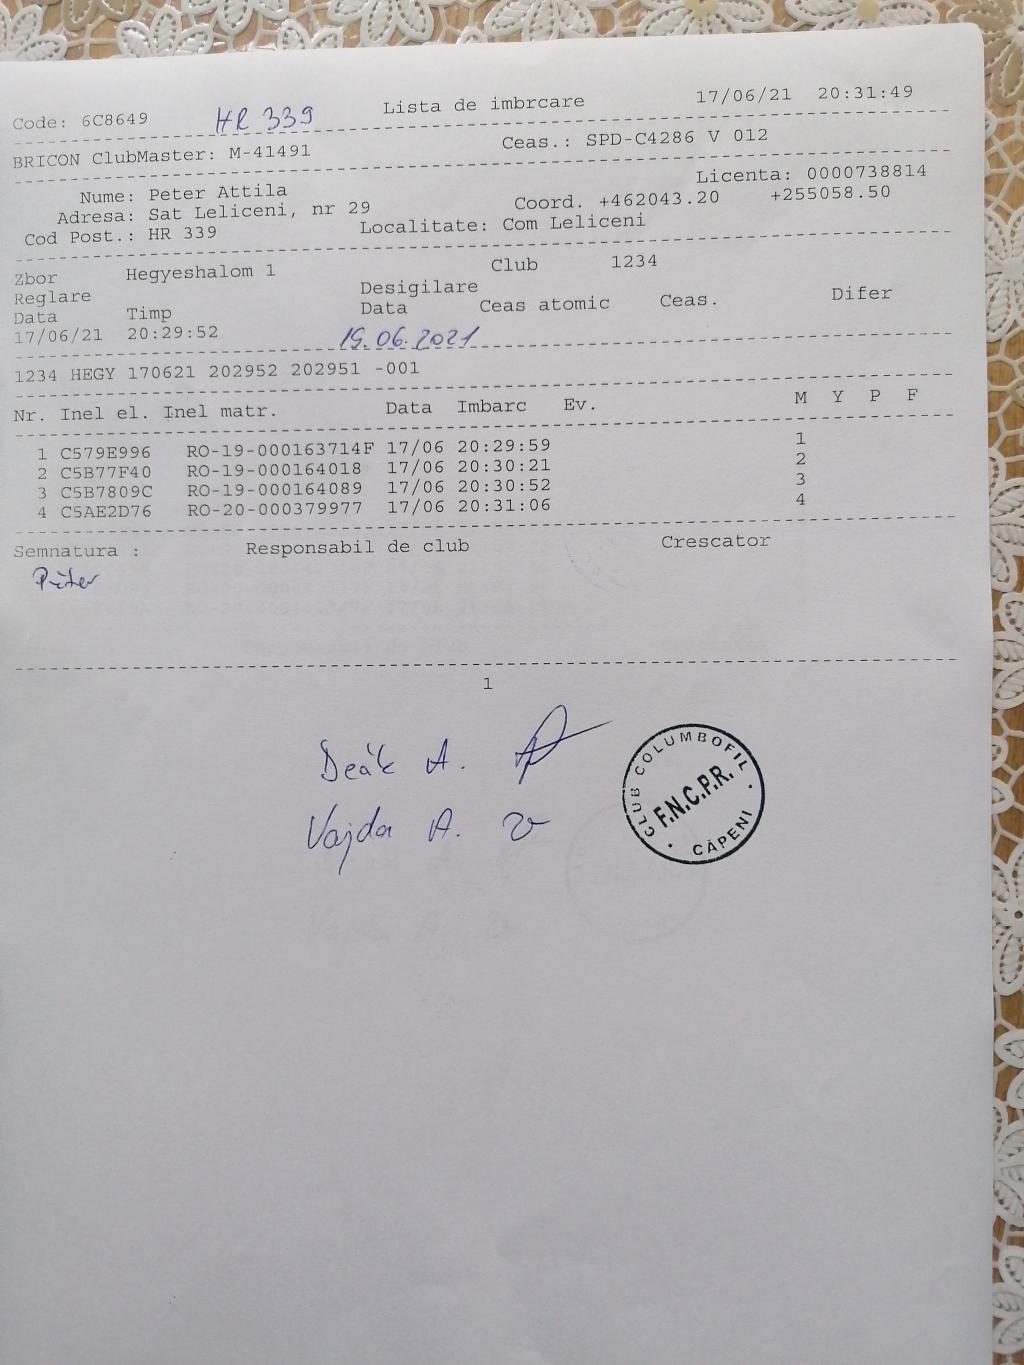 Code: 6C8649 HR 339 Lista de imbrcare 17/06/21 20:31:49
BRICON ClubMaster: M-41491 Ceas.: SPD-C4286 V 012
Licenta: 0000738814
Nume: Peter Attila
Adresa: Sat Leliceni, nr 29 Coord. +462043.20 +255058.50
Cod Post.: HR 339 Localitate: Com Leliceni
Zbor Hegyeshalom 1 Club 1234
Reglare Desigilare
Data Timp Data Ceas atomic Ceas. Difer
17/06/21 20:29:52 19.06.2021
1234 HEGY 170621 202952 202951 -001
Nr. Inel el. Inel matr. Data Imbarc Ev. M Y P F
1 C579E996 RO-19-000163714F 17/06 20:29:59 1
2 C5B77F40 RO-19-000164018 17/06 20:30:21 2
3 C5B7809C RO-19-000164089 17/06 20:30:52 3
4 C5AE2D76 RO-20-000379977 17/06 20:31:06 4
Semnatura : Responsabil de club Crescator
Péter
1
Deák A.
Vajda A.
CLUB COLUMBOFIL
F.N.C.P.R.
CĂPENI